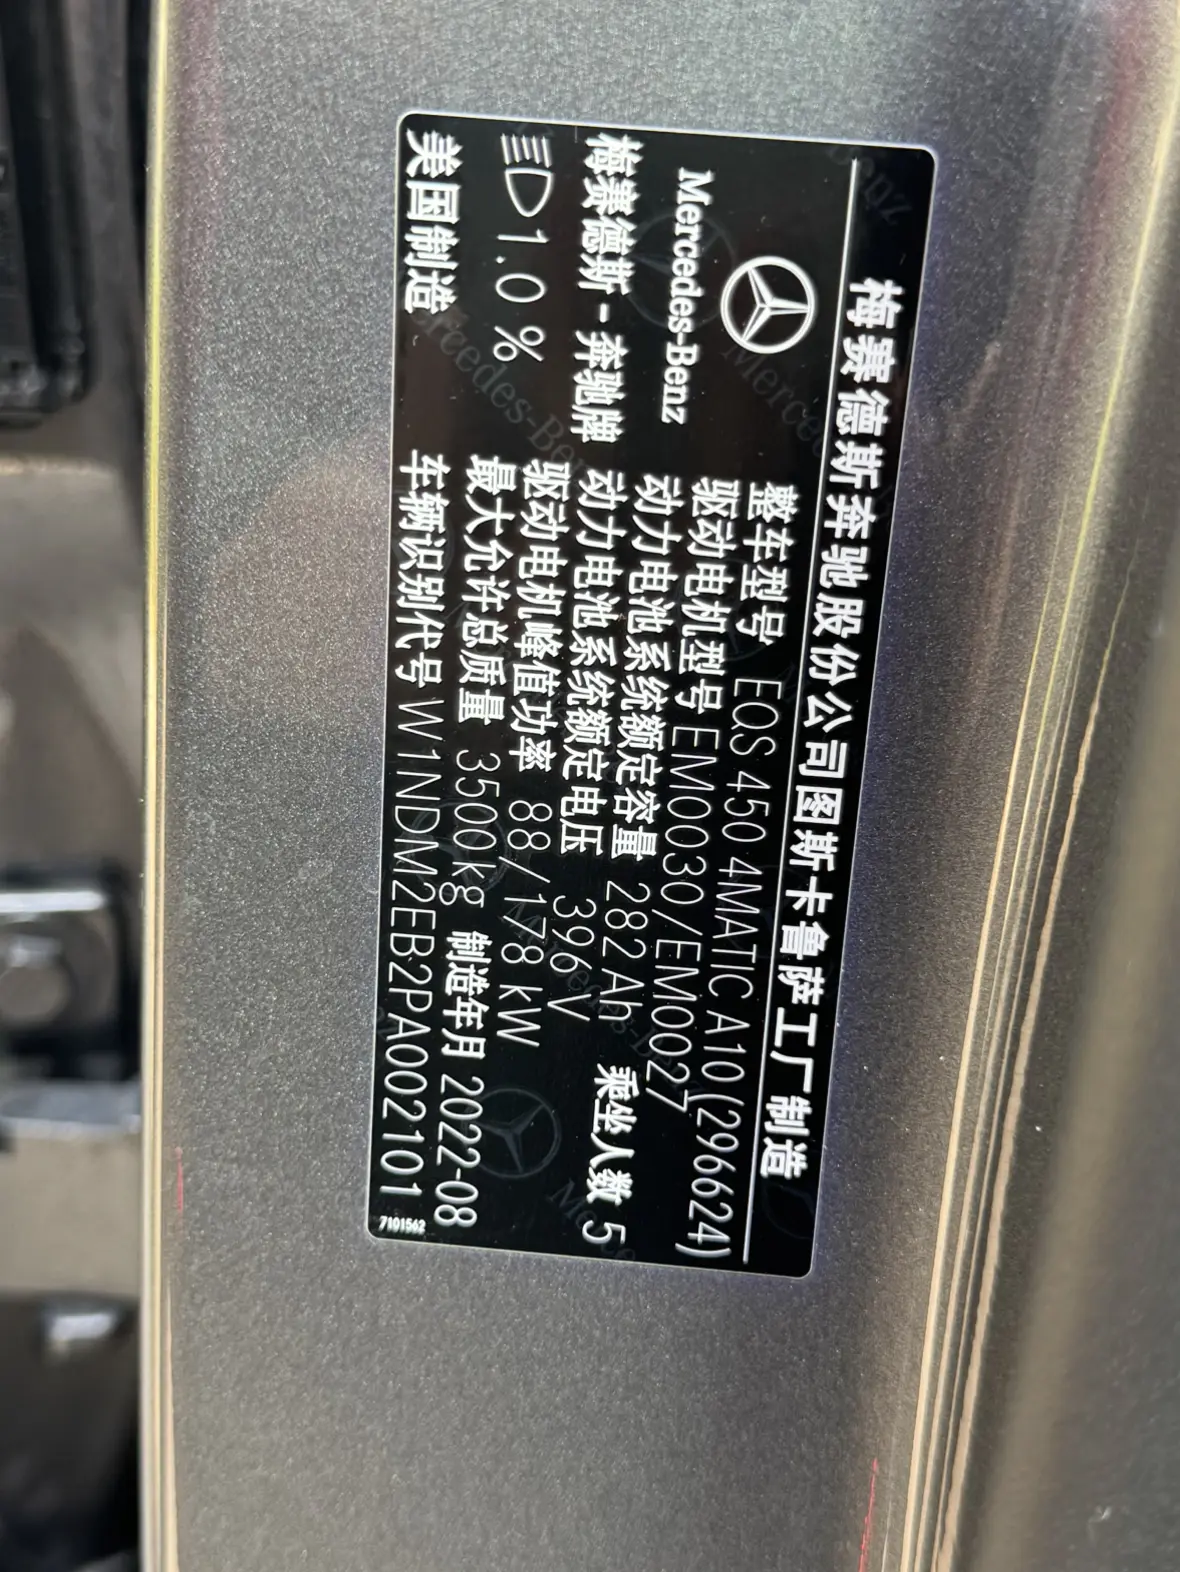 梅赛德斯奔驰股份公司图斯卡鲁萨工厂制造
Mercedes-Benz
梅赛德斯-奔驰牌
1.0 %
美国制造
整车型号 EQS 450 4MATIC A10(296624)
驱动电机型号 EM0030/EM0027
动力电池系统额定容量 282 Ah
动力电池系统额定电压 396V 乘坐人数 5
驱动电机峰值功率 88/178 kW
最大允许总质量 3500kg 制造年月 2022-08
车辆识别代号 W1NDM2EB2PA002101
7101562